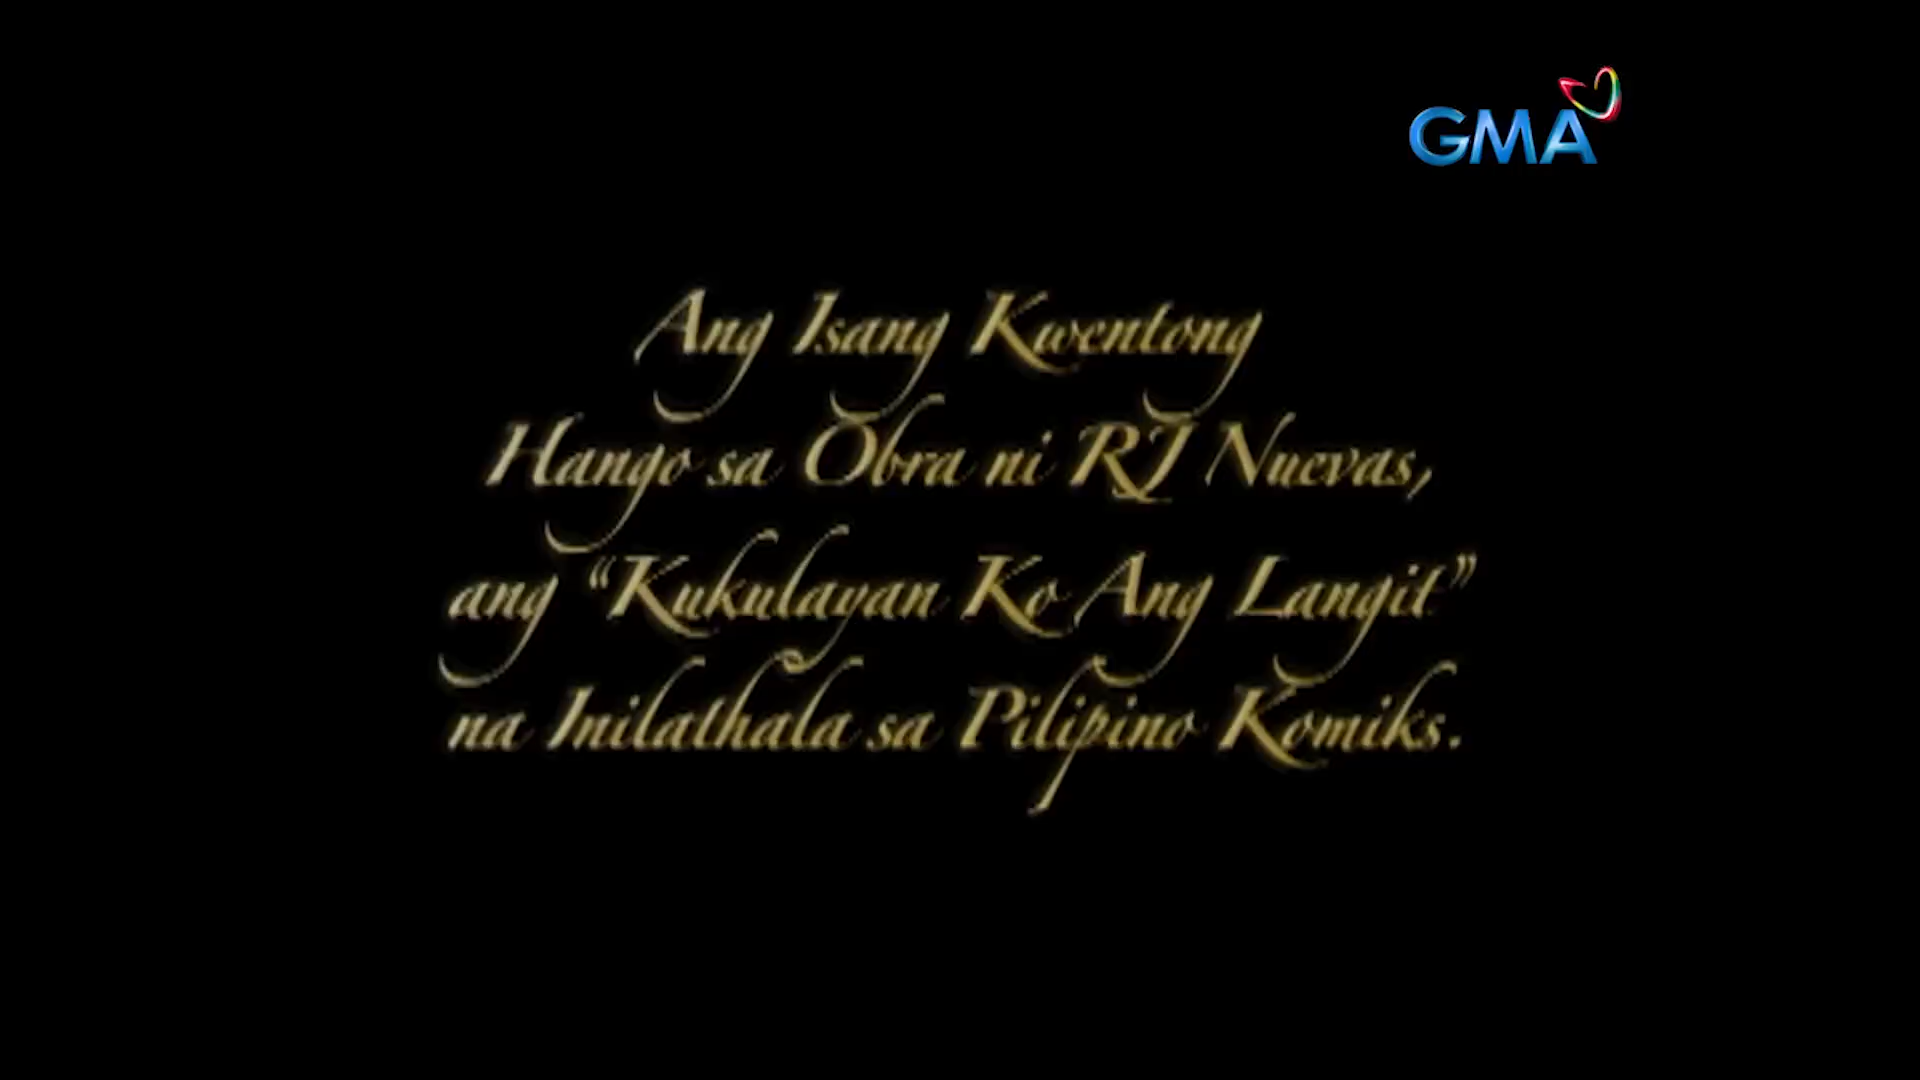 GMA
Ang Isang Kwentong
Hango sa Obra ni RJ Nuevas,
ang “Kukulayan Ko Ang Langit”
na Inilathala sa Pilipino Komiks.